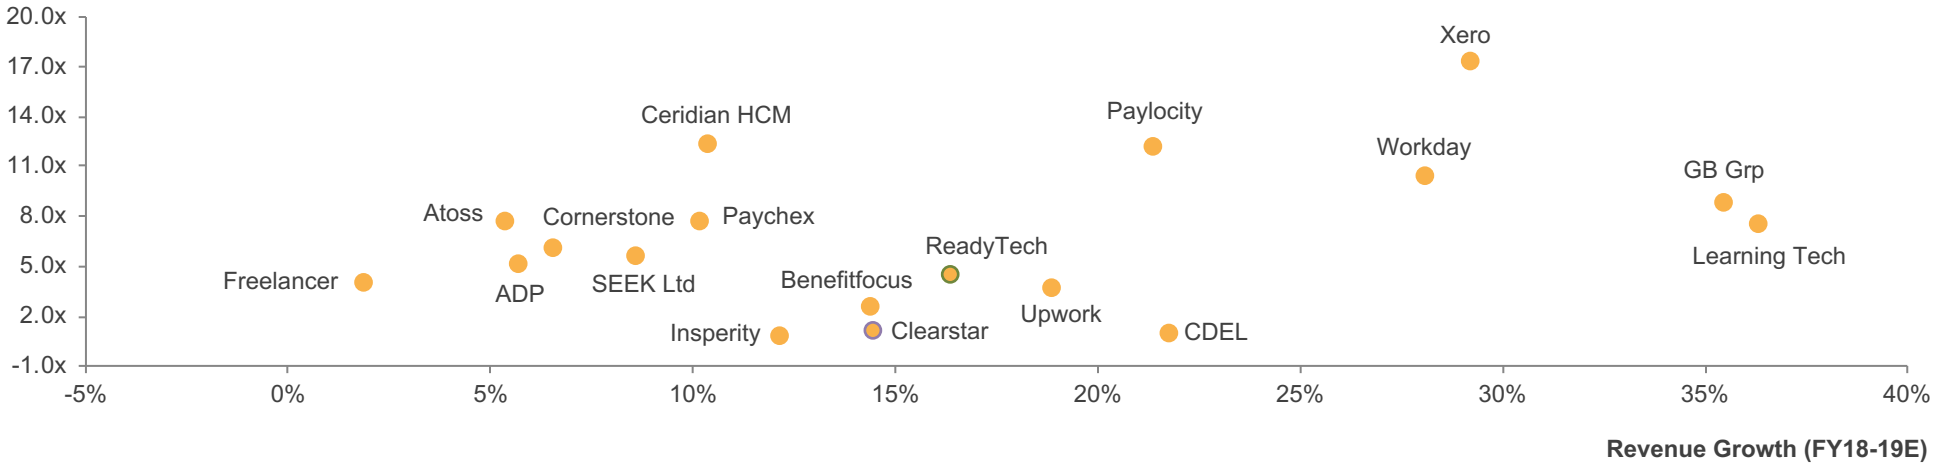 20.0x
Xero
17.0x
Paylocity
14.0x
Ceridian HCM
Workday
11.0x
GB Grp
Atoss
Cornerstone
Paychex
8.0x
ReadyTech
Learning Tech
5.0x
Freelancer
ADP
SEEK Ltd
Benefitfocus
Upwork
2.0x
Insperity
Clearstar
CDEL
-1.0x
-5% 0% 5% 10% 15% 20% 25% 30% 35% 40%
Revenue Growth (FY18-19E)